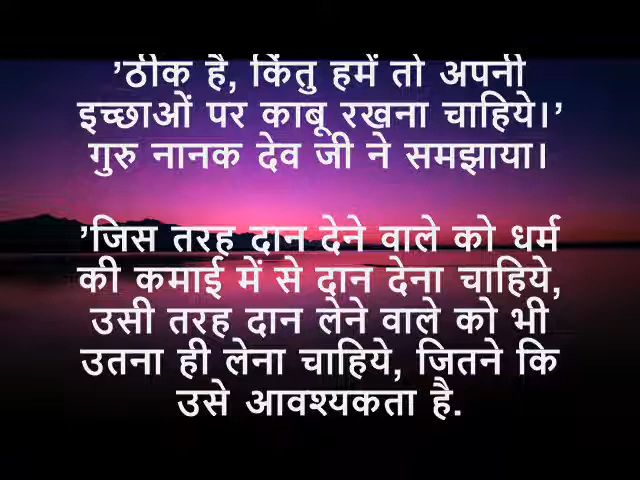 ’ठीक है, किंतु हमें तो अपनी
इच्छाओं पर काबू रखना चाहिये।’
गुरु नानक देव जी ने समझाया।
’जिस तरह दान देने वाले को धर्म
की कमाई में से दान देना चाहिये,
उसी तरह दान लेने वाले को भी
उतना ही लेना चाहिये, जितने कि
उसे आवश्यकता है.